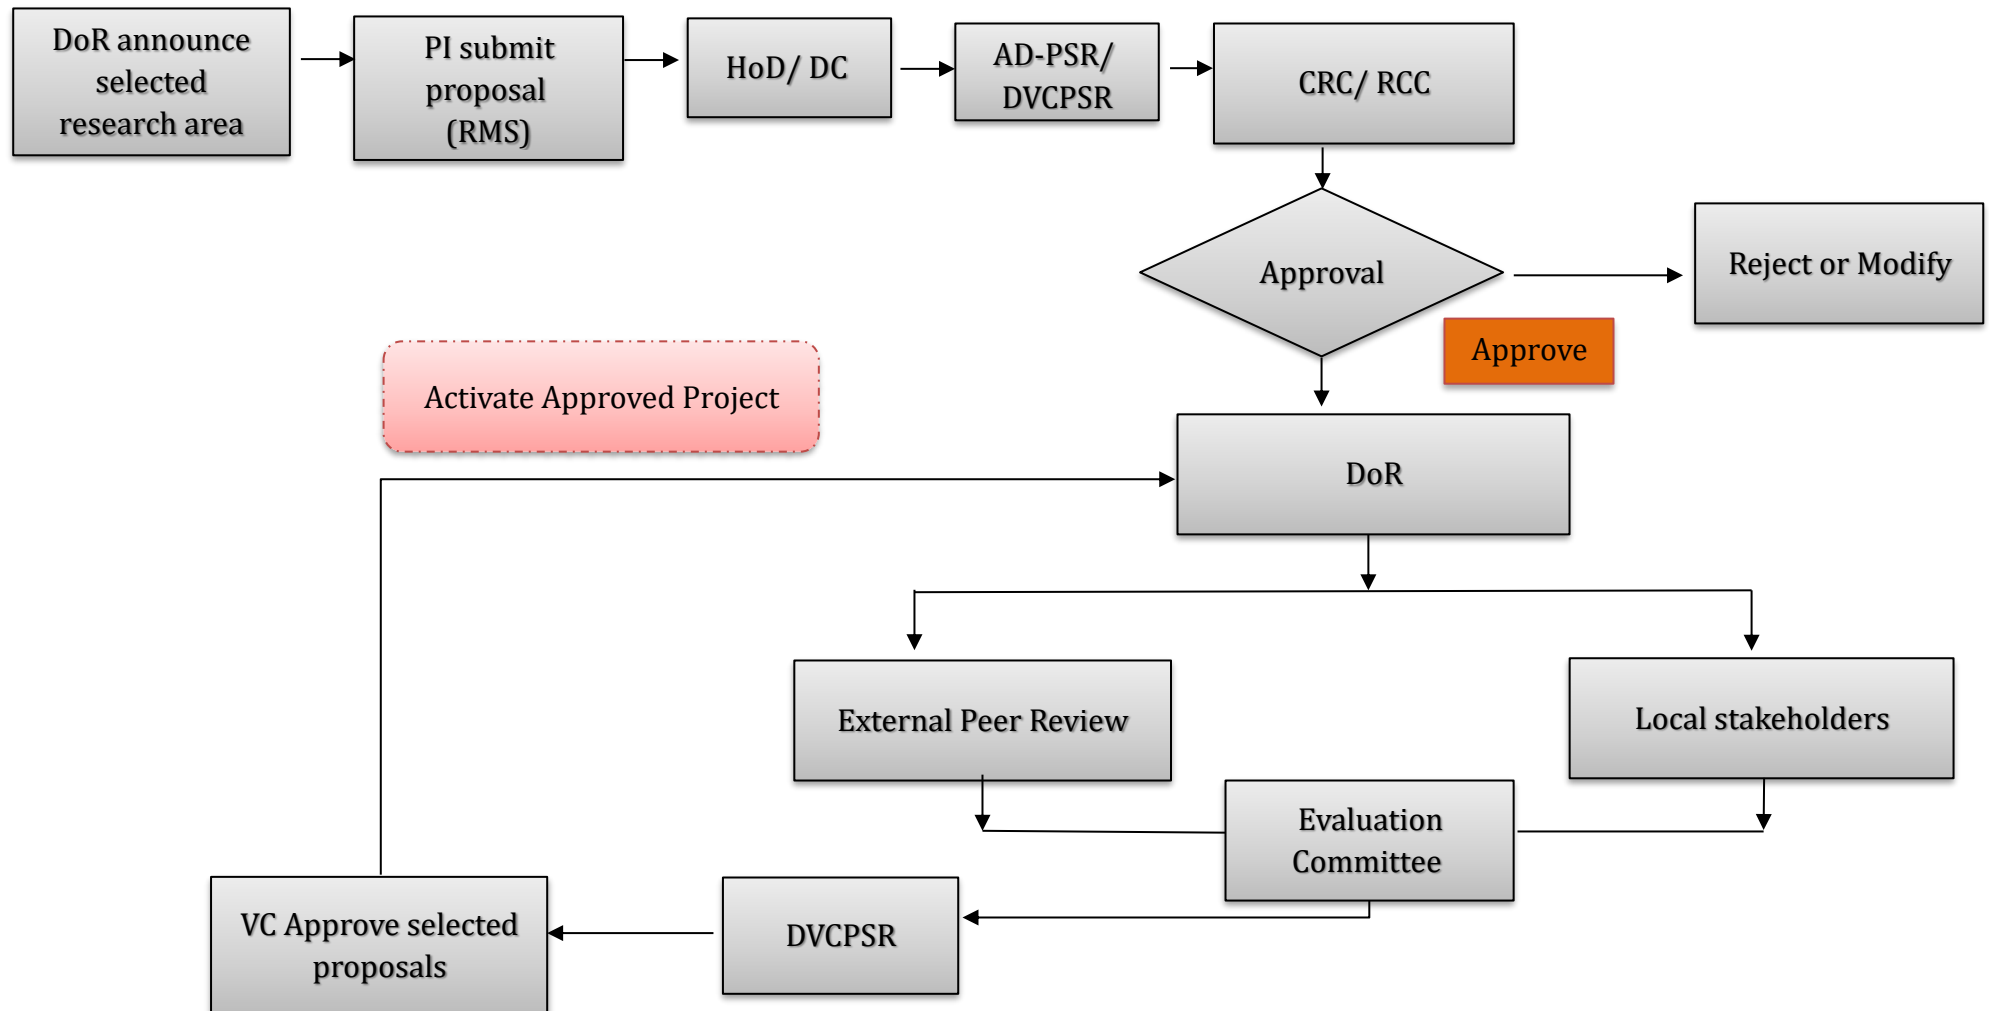 DoR announce
selected
research area
PI submit
proposal
(RMS)
HoD/ DC
AD-PSR/
DVCPSR
CRC/ RCC
Approval
Reject or Modify
Approve
Activate Approved Project
DoR
External Peer Review
Local stakeholders
Evaluation
Committee
DVCPSR
VC Approve selected
proposals